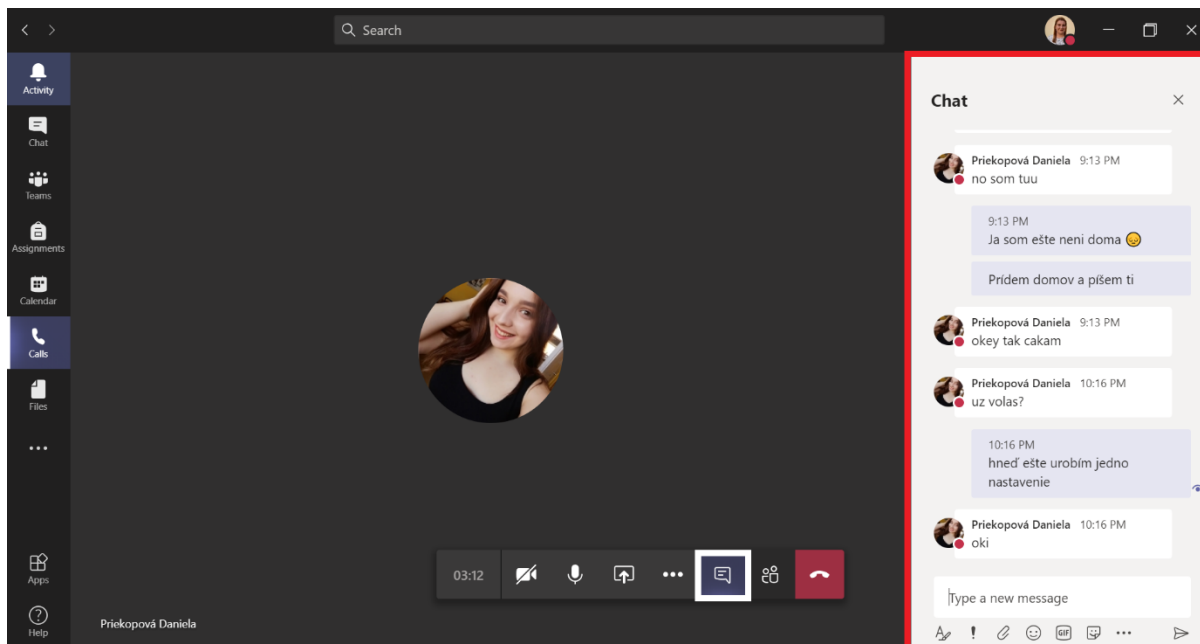 Search
Activity
Chat
Teams
Assignments
Calendar
Calls
Files
Apps
Help
03:12
Priekopová Daniela
Chat
Priekopová Daniela 9:13 PM
no som tuu
9:13 PM
Ja som ešte neni doma 😞
Prídem domov a píšem ti
Priekopová Daniela 9:13 PM
okey tak cakam
Priekopová Daniela 10:16 PM
uz volas?
10:16 PM
hneď ešte urobím jedno
nastavenie
Priekopová Daniela 10:16 PM
oki
Type a new message
GIF